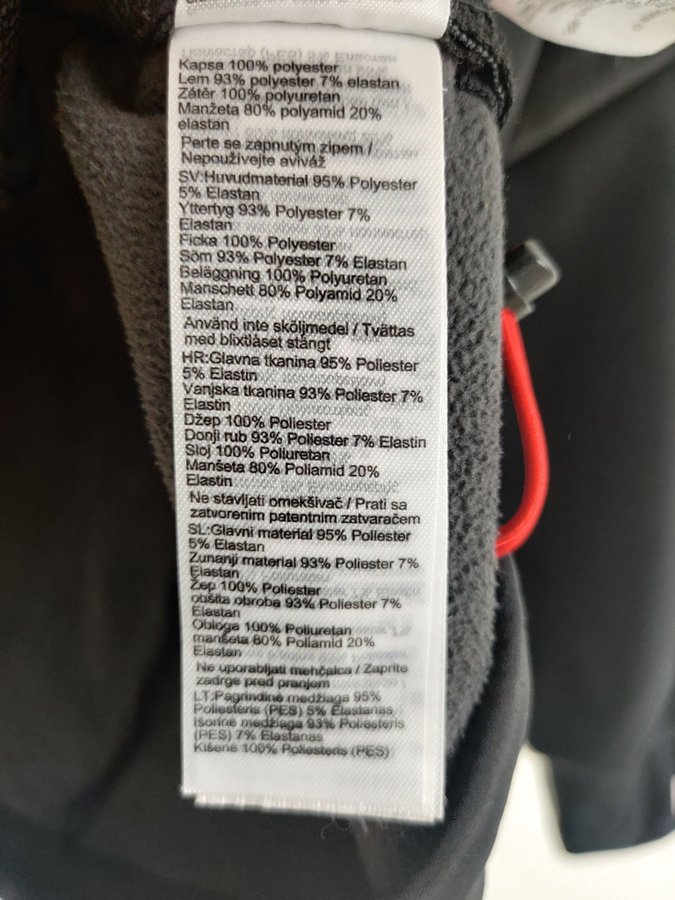 Kapsa 100% polyester
Lem 93% polyester 7% elastan
Zátěr 100% polyuretan
Manžeta 80% polyamid 20%
elastan
Perte se zapnutým zipem /
Nepoužívejte aviváž
SV:Huvudmaterial 95% Polyester
5% Elastan
Yttertyg 93% Polyester 7%
Elastan
Ficka 100% Polyester
Söm 93% Polyester 7% Elastan
Beläggning 100% Polyuretan
Manschett 80% Polyamid 20%
Elastan
Använd inte sköljmedel / Tvättas
med blixtlåset stängt
HR:Glavna tkanina 95% Poliester
5% Elastin
Vanjska tkanina 93% Poliester 7%
Elastin
Džep 100% Poliester
Donji rub 93% Poliester 7% Elastin
Sloj 100% Poliuretan
Manšeta 80% Poliamid 20%
Elastin
Ne stavljati omekšivač / Prati sa
zatvorenim patentnim zatvaračem
SL:Glavni material 95% Poliester
5% Elastan
Zunanji material 93% Poliester 7%
Elastan
Žep 100% Poliester
obšita obroba 93% Poliester 7%
Elastan
Obloga 100% Poliuretan
manšeta 80% Poliamid 20%
Elastan
Ne uporabljati mehčalca / Zaprite
zadrge pred pranjem
LT:Pagrindinė medžiaga 95%
Poliesteris (PES) 5% Elastanas
Išorinė medžiaga 93% Poliesteris
(PES) 7% Elastanas
Kišenė 100% Poliesteris (PES)